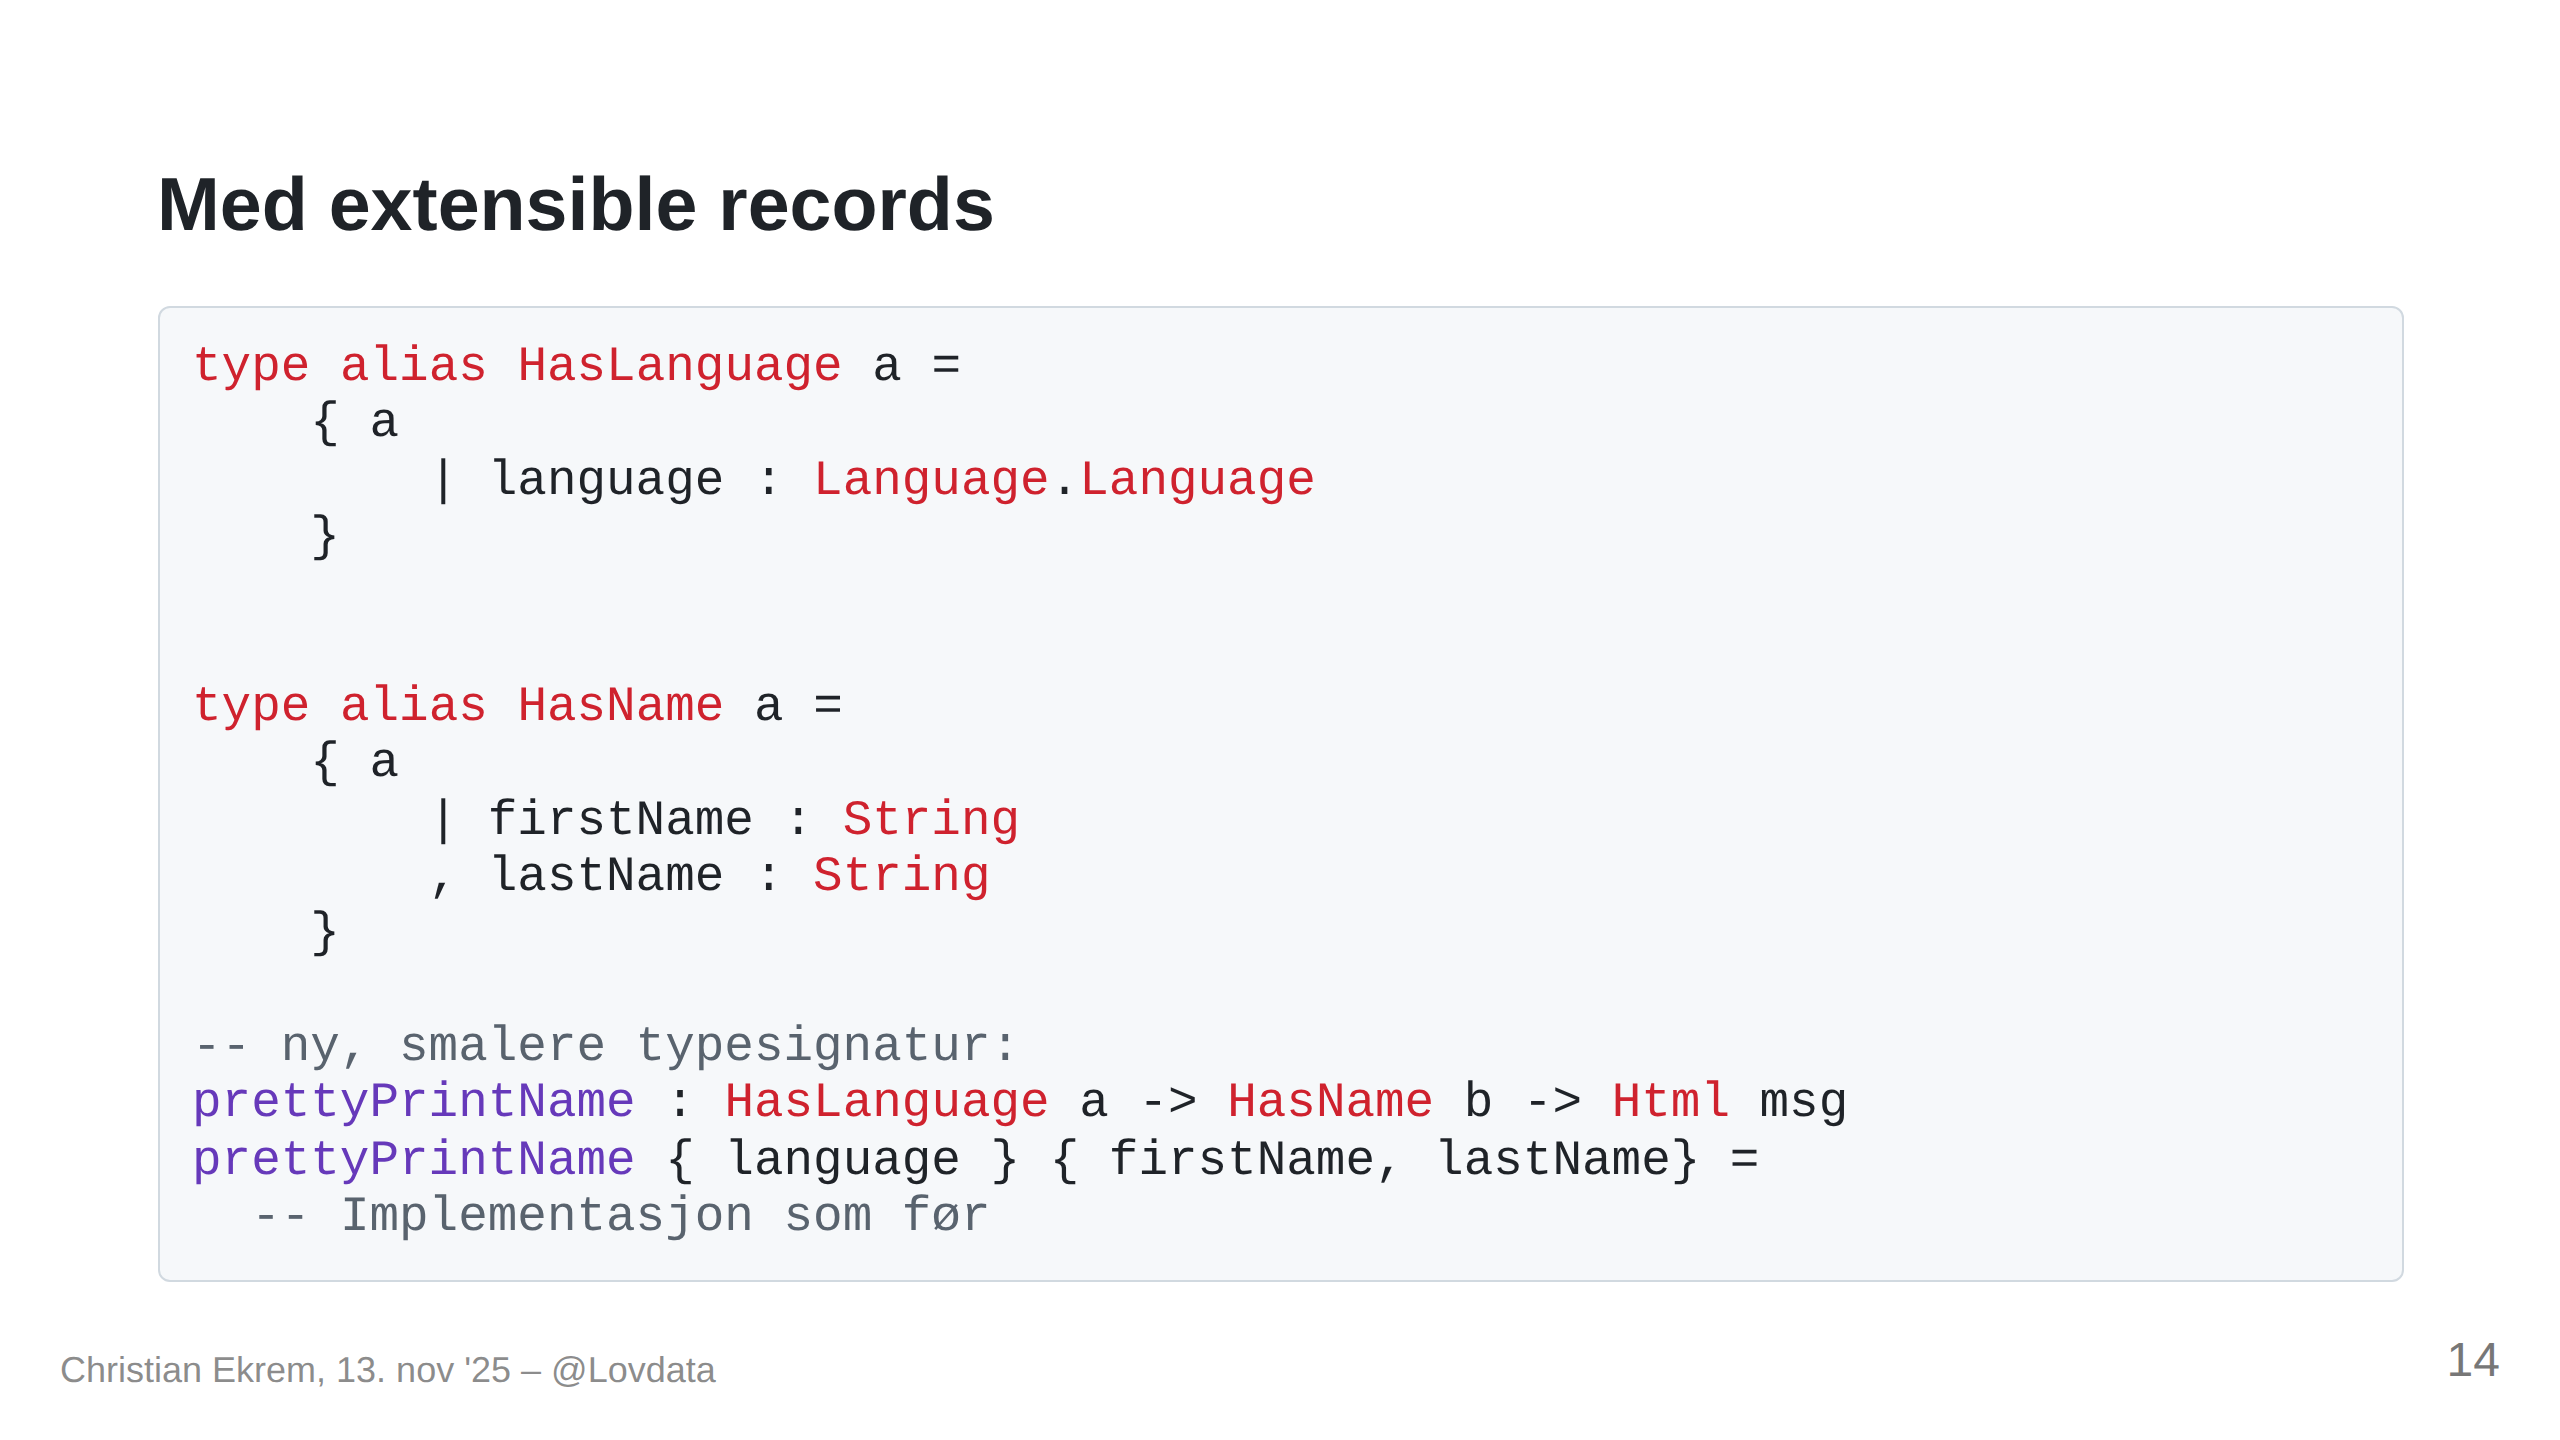 Med extensible records
type alias HasLanguage a =
    { a
        | language : Language.Language
    }
type alias HasName a =
    { a
        | firstName : String
        , lastName : String
    }
-- ny, smalere typesignatur:
prettyPrintName : HasLanguage a -> HasName b -> Html msg
prettyPrintName { language } { firstName, lastName} =
  -- Implementasjon som før
Christian Ekrem, 13. nov '25 – @Lovdata
14